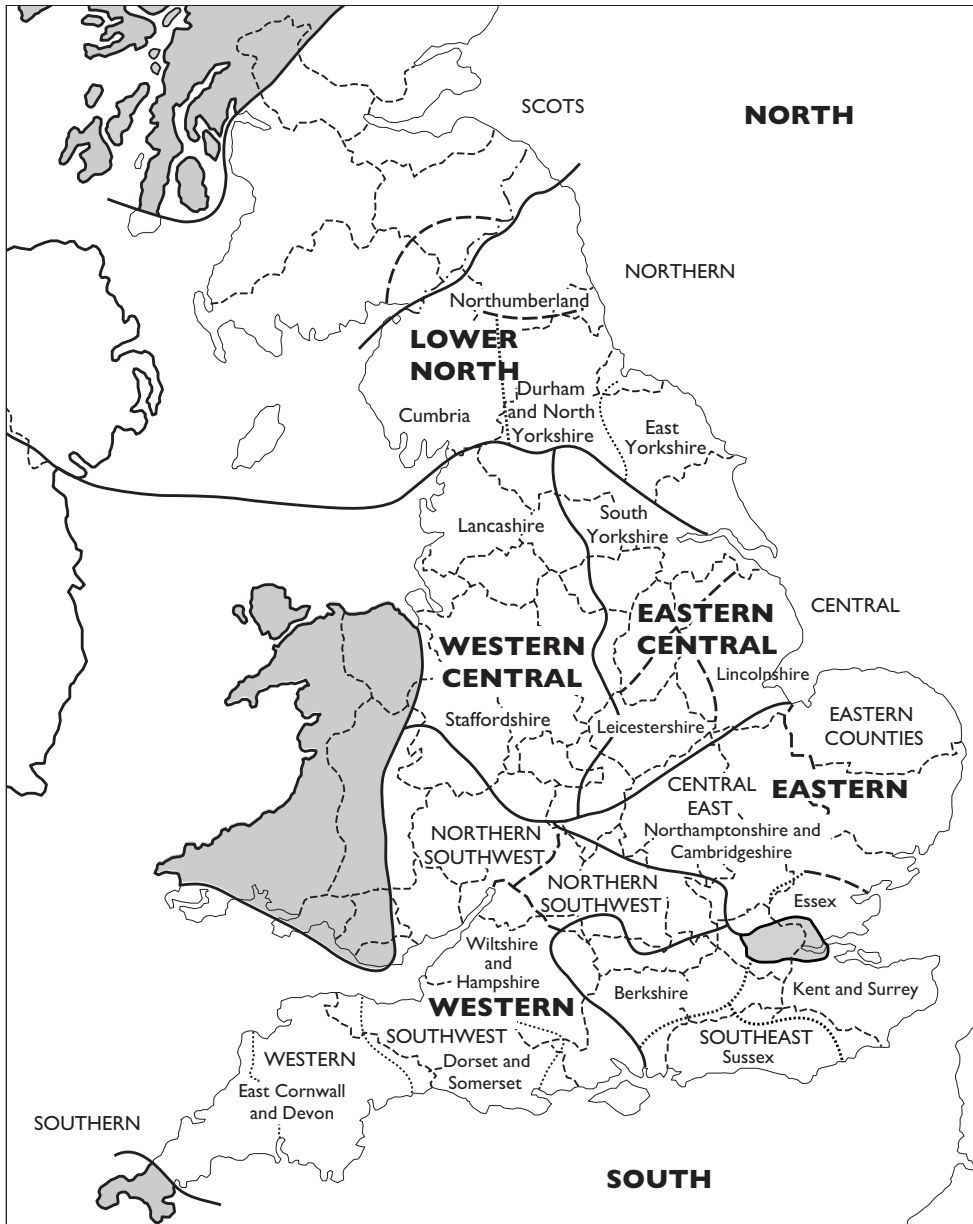 SCOTS
NORTH
NORTHERN
Northumberland
LOWER
NORTH
Cumbria
Durham
and North
Yorkshire
East
Yorkshire
Lancashire
South
Yorkshire
CENTRAL
EASTERN
CENTRAL
WESTERN
CENTRAL
Lincolnshire
Staffordshire
Leicestershire
EASTERN
COUNTIES
CENTRAL
EAST
EASTERN
Northamptonshire and
Cambridgeshire
NORTHERN
SOUTHWEST
NORTHERN
SOUTHWEST
Essex
Wiltshire
and
Hampshire
Berkshire
Kent and Surrey
WESTERN
SOUTHWEST
SOUTHEAST
Sussex
WESTERN
Dorset and
Somerset
East Cornwall
and Devon
SOUTHERN
SOUTH